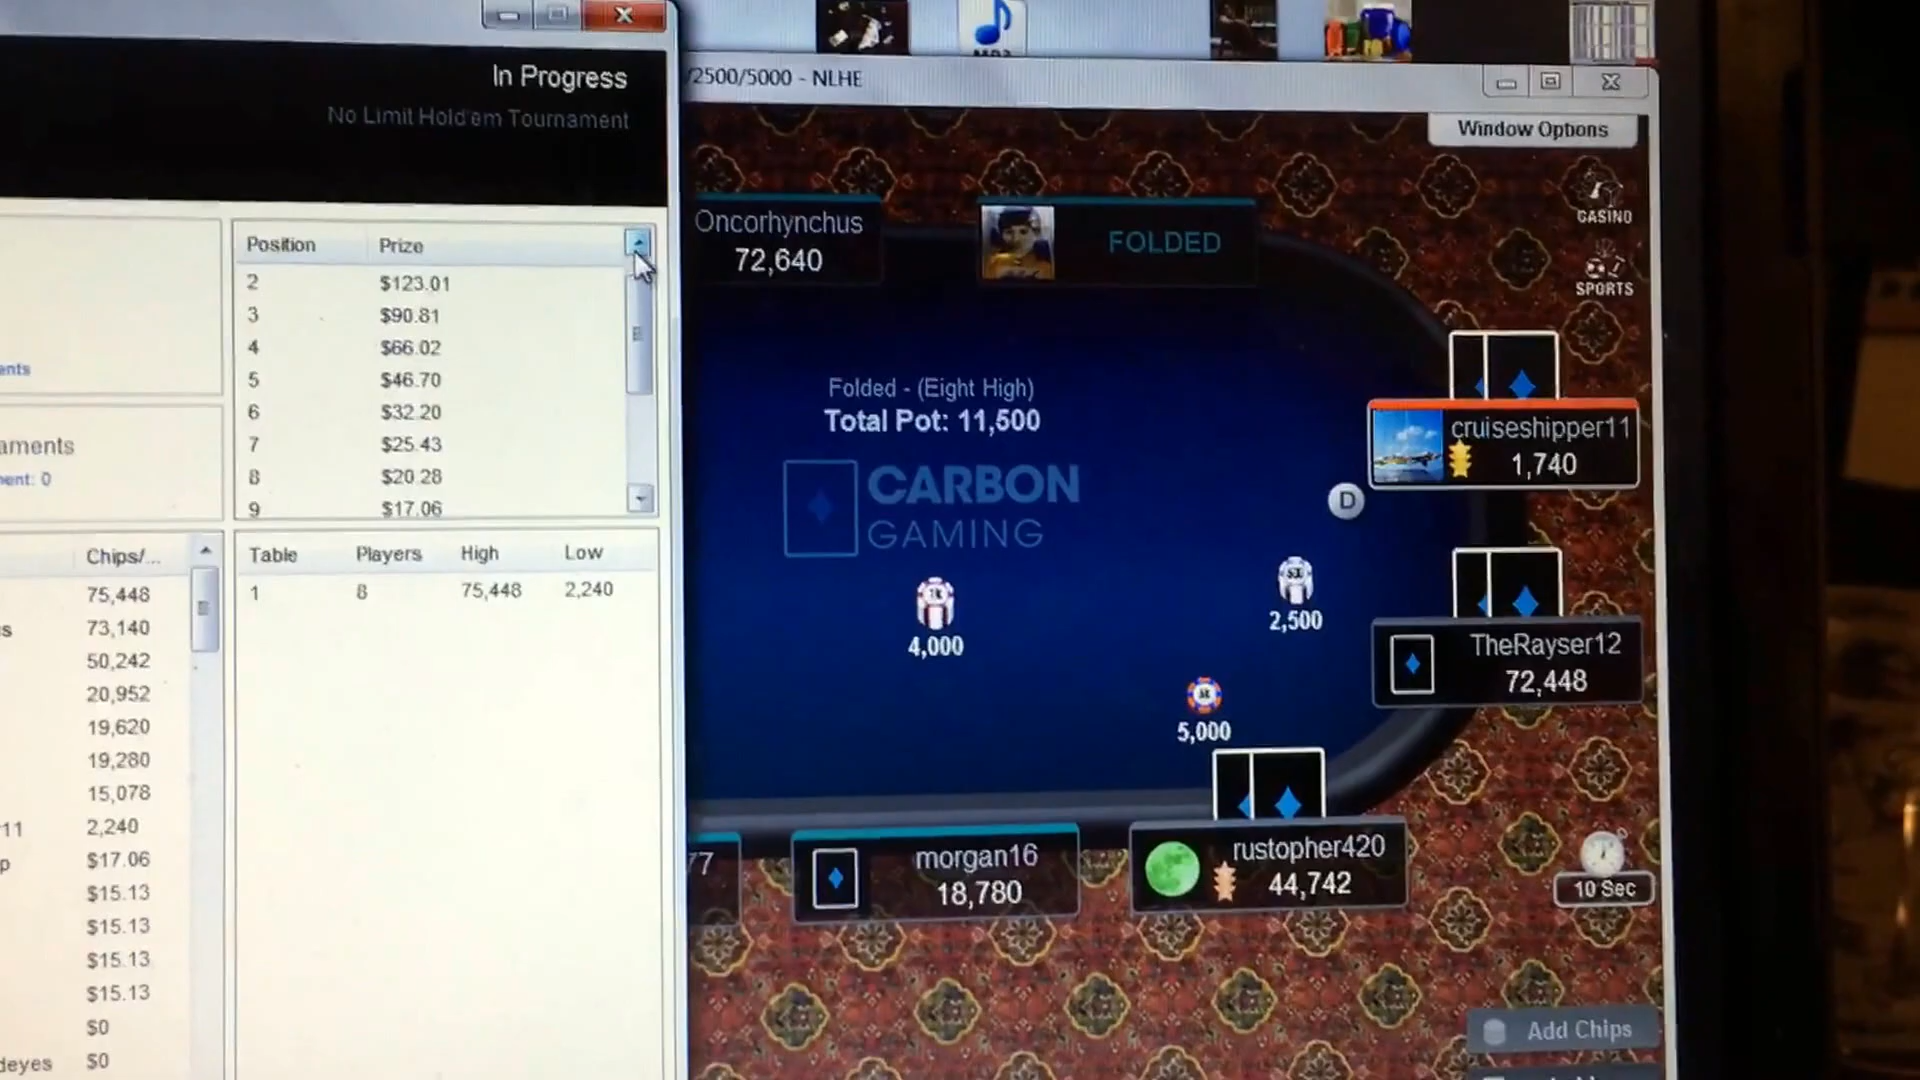 In Progress
No Limit Hold'em Tournament
/2500/5000 - NLHE
Window Options
CASINO
SPORTS
Position Prize
2 $123.01
3 $90.81
4 $66.02
5 $46.70
6 $32.20
7 $25.43
8 $20.28
9 $17.06
ents
aments
ment: 0
Chips/...
75,448
s 73,140
50,242
20,952
19,620
19,280
15,078
11 2,240
p $17.06
$15.13
$15.13
$15.13
$15.13
$0
deyes $0
Table Players High Low
1 8 75,448 2,240
Oncorhynchus
72,640
FOLDED
Folded - (Eight High)
Total Pot: 11,500
CARBON
GAMING
cruiseshipper11
1,740
D
2,500
4,000
5,000
TheRayser12
72,448
77
morgan16
18,780
rustopher420
44,742
10 Sec
Add Chips